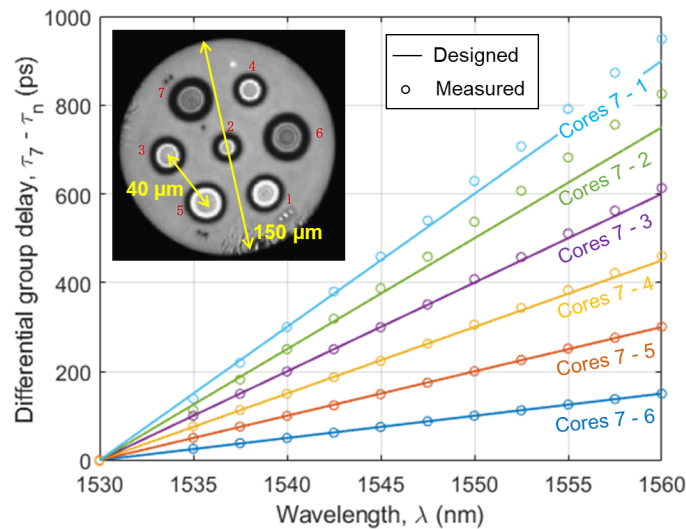 Differential group delay, τ7 - τn (ps)
1000
800
600
400
200
0
1530
1535
1540
1545
1550
1555
1560
Wavelength, λ (nm)
Designed
Measured
Cores 7 - 1
Cores 7 - 2
Cores 7 - 3
Cores 7 - 4
Cores 7 - 5
Cores 7 - 6
4
7
2
6
3
1
5
40 μm
150 μm